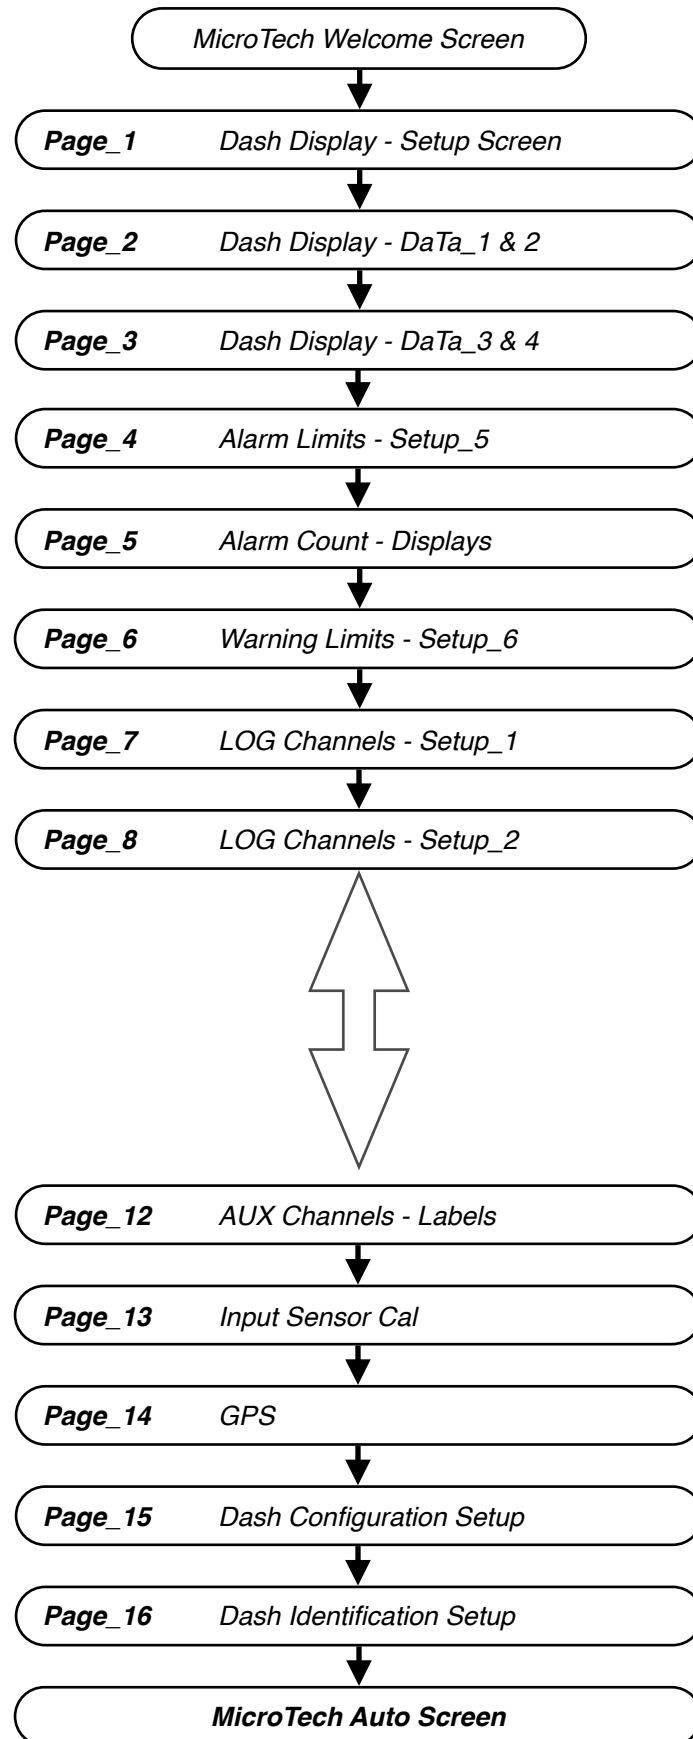 MicroTech Welcome Screen
Page_1 Dash Display - Setup Screen
Page_2 Dash Display - DaTa_1 & 2
Page_3 Dash Display - DaTa_3 & 4
Page_4 Alarm Limits - Setup_5
Page_5 Alarm Count - Displays
Page_6 Warning Limits - Setup_6
Page_7 LOG Channels - Setup_1
Page_8 LOG Channels - Setup_2
Page_12 AUX Channels - Labels
Page_13 Input Sensor Cal
Page_14 GPS
Page_15 Dash Configuration Setup
Page_16 Dash Identification Setup
MicroTech Auto Screen